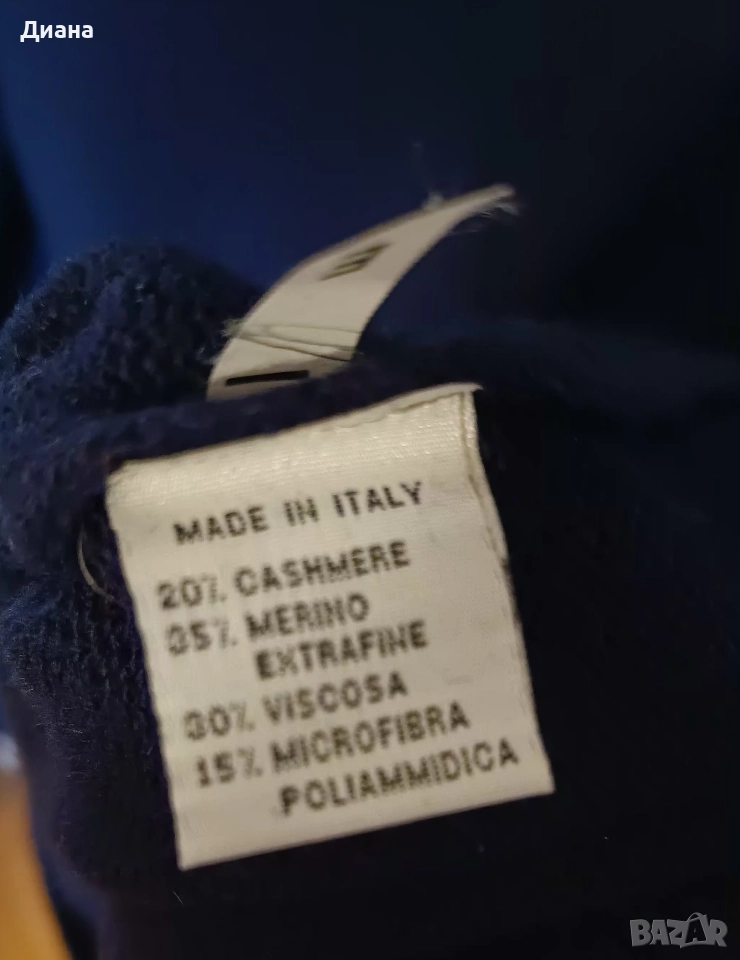 Диана
MADE IN ITALY
20% CASHMERE
35% MERINO
EXTRAFINE
30% VISCOSA
15% MICROFIBRA
POLIAMMIDICA
BAZAR